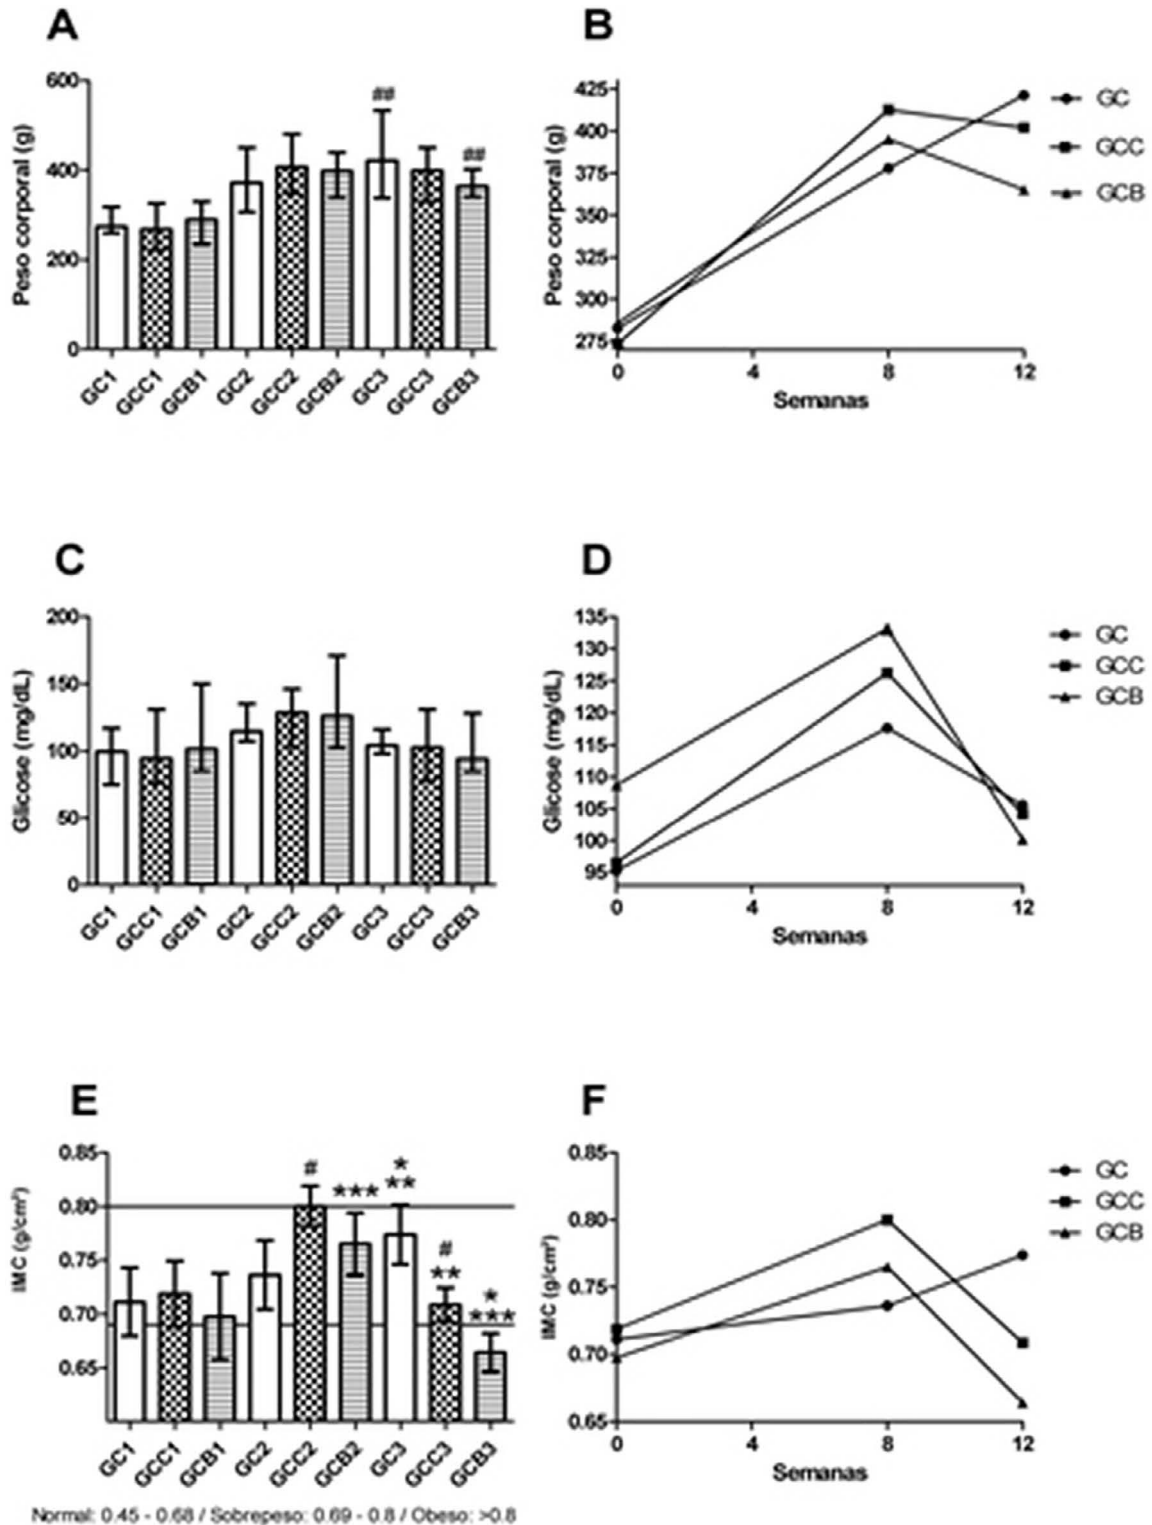 A
Peso corporal (g)
600
400
200
0
##
##
GC1
GCC1
GCB1
GC2
GCC2
GCB2
GC3
GCC3
GCB3
B
Peso corporal (g)
425
400
375
350
325
300
275
0
4
8
12
Semanas
GC
GCC
GCB
C
Glicose (mg/dL)
200
150
100
50
0
GC1
GCC1
GCB1
GC2
GCC2
GCB2
GC3
GCC3
GCB3
D
Glicose (mg/dL)
135
130
125
120
115
110
105
100
95
0
4
8
12
Semanas
GC
GCC
GCB
E
IMC (g/cm²)
0.85
0.80
0.75
0.70
0.65
#
***
*
**
#
**
*
***
GC1
GCC1
GCB1
GC2
GCC2
GCB2
GC3
GCC3
GCB3
Normal: 0.45 - 0.68 / Sobrepeso: 0.69 - 0.8 / Obeso: >0.8
F
IMC (g/cm²)
0.85
0.80
0.75
0.70
0.65
0
4
8
12
Semanas
GC
GCC
GCB